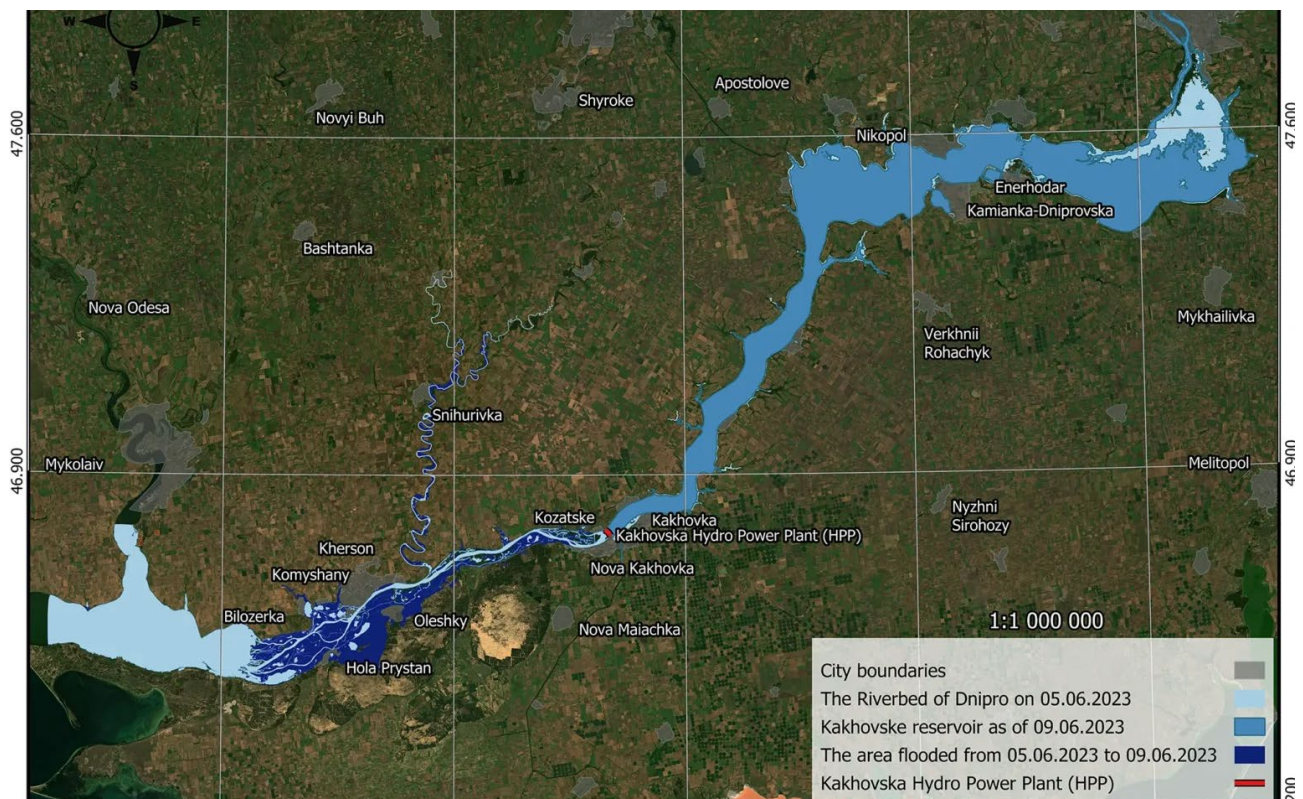 W E
S
Apostolove
Shyroke
Novyi Buh
47.600
47.600
Nikopol
Enerhodar
Kamianka-Dniprovska
Bashtanka
Nova Odesa
Mykhailivka
Verkhnii
Rohachyk
Snihurivka
Mykolaiv
46.900
46.900
Melitopol
Nyzhni
Sirohozy
Kozatske
Kakhovka
Kakhovska Hydro Power Plant (HPP)
Kherson
Nova Kakhovka
Komyshany
Bilozerka
Oleshky
Nova Maiachka
1:1 000 000
Hola Prystan
City boundaries
The Riverbed of Dnipro on 05.06.2023
Kakhovske reservoir as of 09.06.2023
The area flooded from 05.06.2023 to 09.06.2023
Kakhovska Hydro Power Plant (HPP)